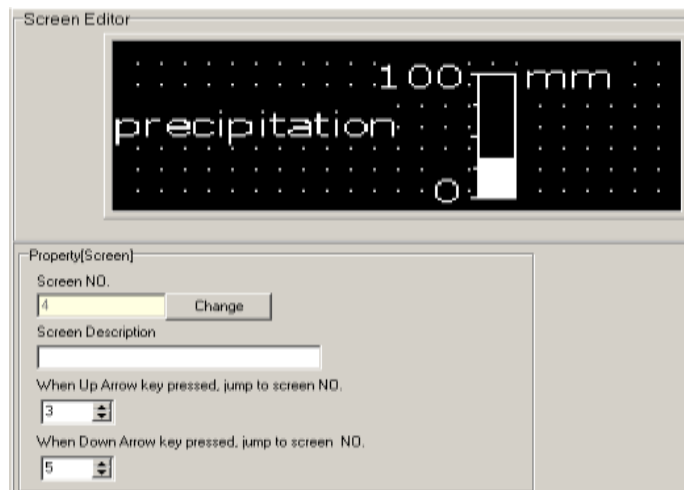 Screen Editor
100 mm
precipitation
0
Property[Screen]
Screen NO.
4 Change
Screen Description
When Up Arrow key pressed, jump to screen NO.
3
When Down Arrow key pressed, jump to screen NO.
5